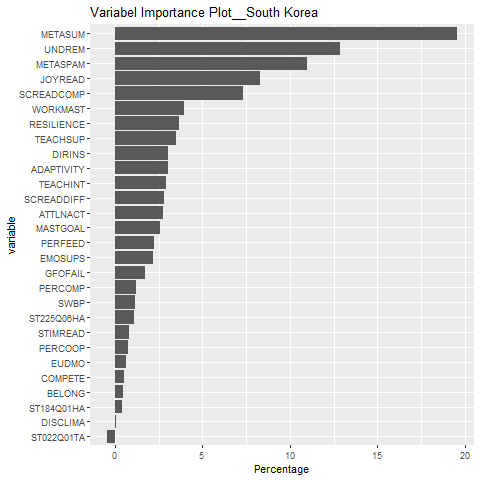 Variabel Importance Plot__South Korea
METASUM
UNDREM
METASPAM
JOYREAD
SCREADCOMP
WORKMAST
RESILIENCE
TEACHSUP
DIRINS
ADAPTIVITY
TEACHINT
SCREADDIFF
ATTLNACT
MASTGOAL
PERFEED
EMOSUPS
GFOFAIL
PERCOMP
SWBP
ST225Q06HA
STIMREAD
PERCOOP
EUDMO
COMPETE
BELONG
ST184Q01HA
DISCLIMA
ST022Q01TA
variable
0 5 10 15 20
Percentage